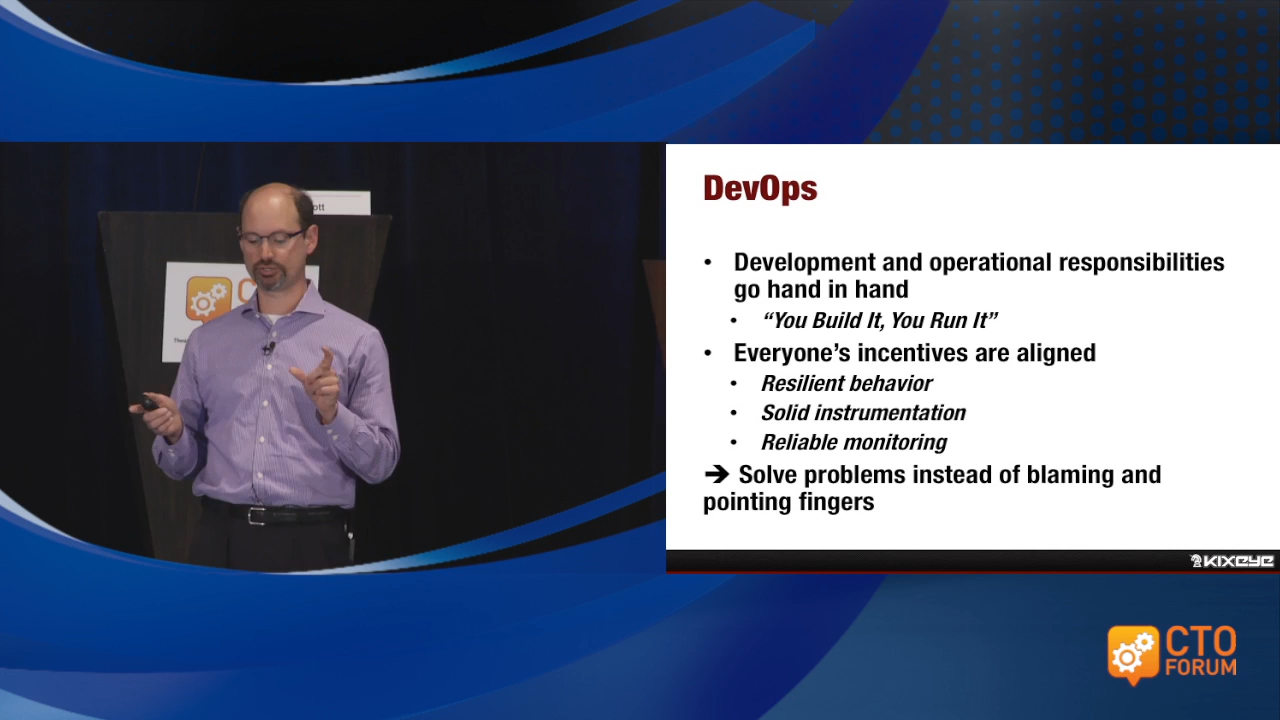 ott
C
DevOps
• Development and operational responsibilities
go hand in hand
• “You Build It, You Run It”
• Everyone’s incentives are aligned
• Resilient behavior
• Solid instrumentation
• Reliable monitoring
➔ Solve problems instead of blaming and
pointing fingers
KIXEYE
CTO
FORUM